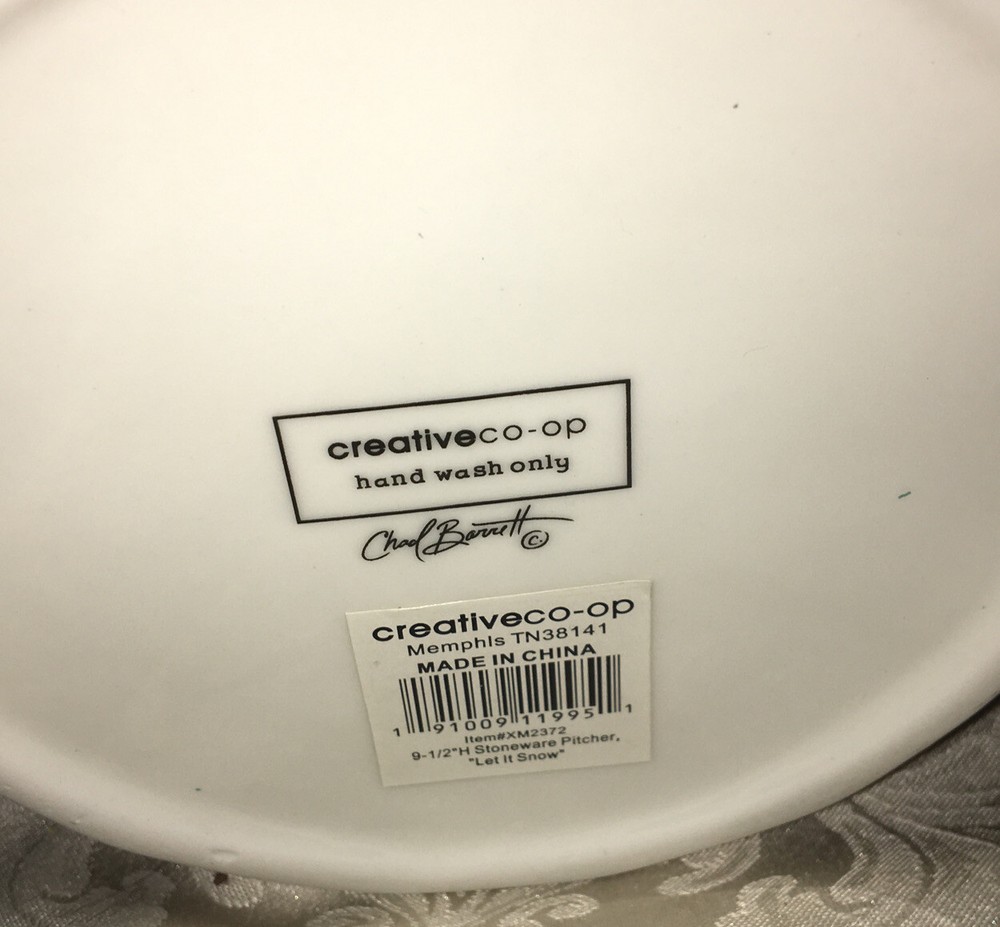 creativeco-op
hand wash only
Chad Barrett ©
creativeco-op
Memphls TN38141
MADE IN CHINA
1 91009 11995 1
Item#XM2372
9-1/2"H Stoneware Pitcher,
"Let It Snow"